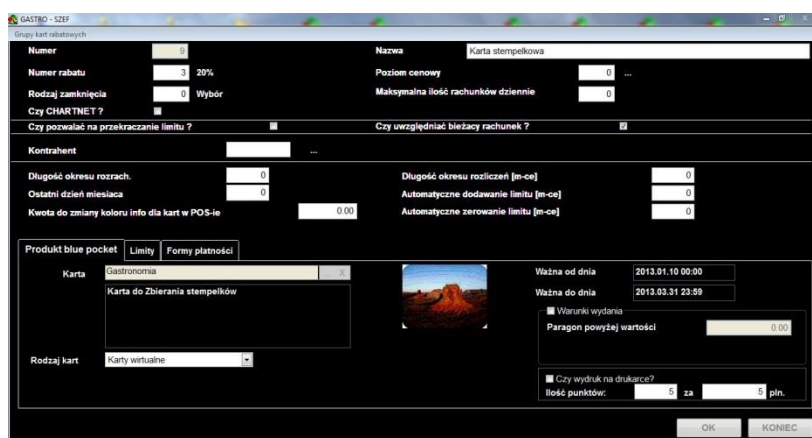 GASTRO - SZEF
Grupy kart rabatowych
Numer 9 Nazwa Karta stempelkowa
Numer rabatu 3 20% Poziom cenowy 0 ...
Rodzaj zamknięcia 0 Wybór Maksymalna ilość rachunków dziennie 0
Czy CHARTNET ?
Czy pozwalać na przekraczanie limitu ? Czy uwzględniać bieżacy rachunek ?
Kontrahent ...
Długość okresu rozrach. 0 Długość okresu rozliczeń [m-ce] 0
Ostatni dzień miesiaca 0 Automatyczne dodawanie limitu [m-ce] 0
Kwota do zmiany koloru info dla kart w POS-ie 0.00 Automatyczne zerowanie limitu [m-ce] 0
Produkt blue pocket Limity Formy płatności
Karta Gastronomia ... X Ważna od dnia 2013.01.10 00:00
Karta do Zbierania stempelków Ważna do dnia 2013.03.31 23:59
Warunki wydania
Paragon powyżej wartości 0.00
Rodzaj kart Karty wirtualne
Czy wydruk na drukarce?
Ilość punktów: 5 za 5 pln.
OK KONIEC